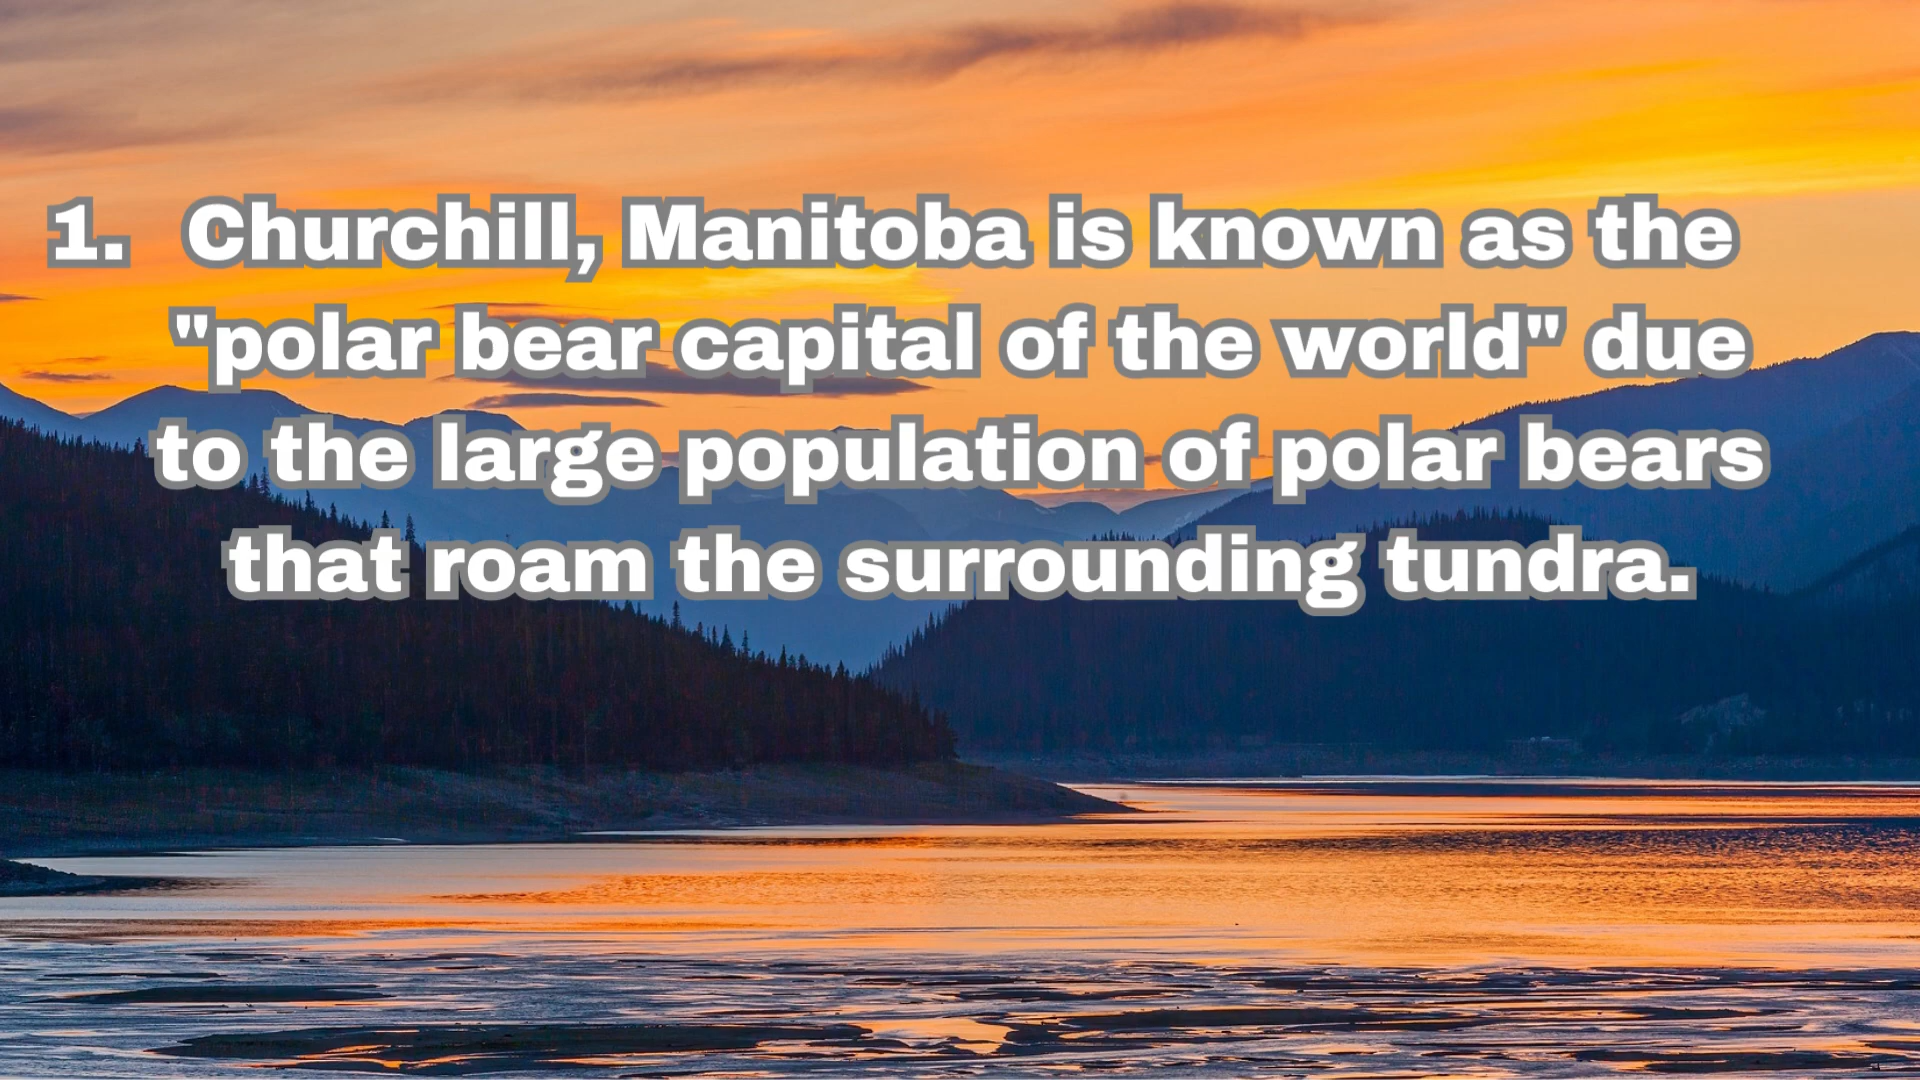 1. Churchill, Manitoba is known as the
"polar bear capital of the world" due
to the large population of polar bears
that roam the surrounding tundra.